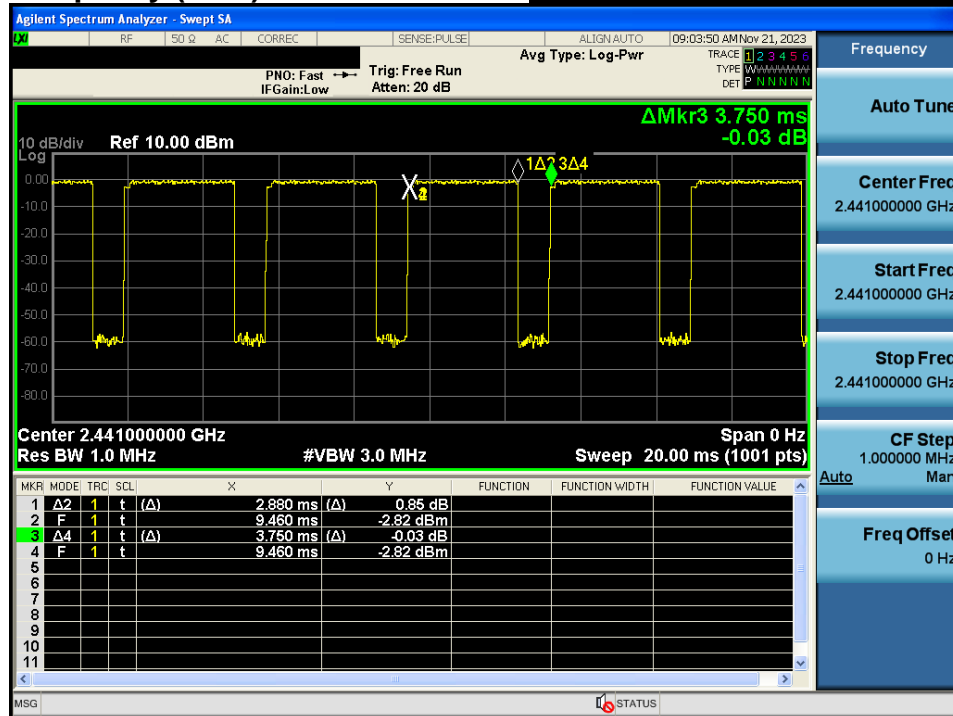 Agilent Spectrum Analyzer - Swept SA
LXI RF 50 Ω AC CORREC SENSE:PULSE ALIGN AUTO 09:03:50 AM Nov 21, 2023
Avg Type: Log-Pwr TRACE 1 2 3 4 5 6
PNO: Fast Trig: Free Run TYPE WWWWWW
IFGain:Low Atten: 20 dB DET P N N N N N
ΔMkr3 3.750 ms
-0.03 dB
10 dB/div Ref 10.00 dBm
Log
1Δ2 3Δ4
0.00
X
-10.0
-20.0
-30.0
-40.0
-50.0
-60.0
-70.0
-80.0
Center 2.441000000 GHz Span 0 Hz
Res BW 1.0 MHz #VBW 3.0 MHz Sweep 20.00 ms (1001 pts)
MKR MODE TRC SCL X Y FUNCTION FUNCTION WIDTH FUNCTION VALUE
1 Δ2 1 t (Δ) 2.880 ms (Δ) 0.85 dB
2 F 1 t 9.460 ms -2.82 dBm
3 Δ4 1 t (Δ) 3.750 ms (Δ) -0.03 dB
4 F 1 t 9.460 ms -2.82 dBm
5
6
7
8
9
10
11
MSG STATUS
Frequency
Auto Tune
Center Freq
2.441000000 GHz
Start Freq
2.441000000 GHz
Stop Freq
2.441000000 GHz
CF Step
1.000000 MHz
Auto Man
Freq Offset
0 Hz